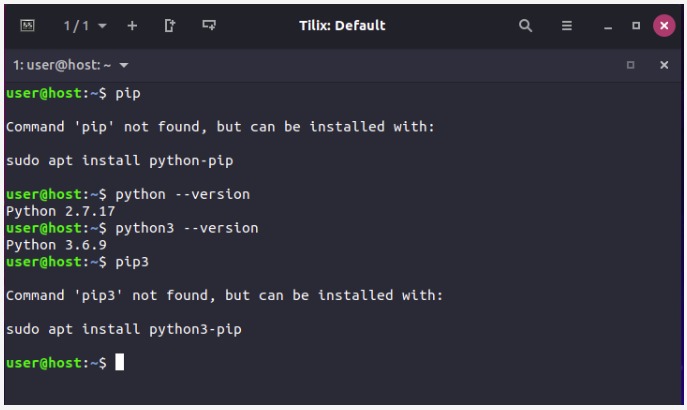 1 / 1
Tilix: Default
1: user@host: ~
user@host:~$ pip
Command 'pip' not found, but can be installed with:
sudo apt install python-pip
user@host:~$ python --version
Python 2.7.17
user@host:~$ python3 --version
Python 3.6.9
user@host:~$ pip3
Command 'pip3' not found, but can be installed with:
sudo apt install python3-pip
user@host:~$